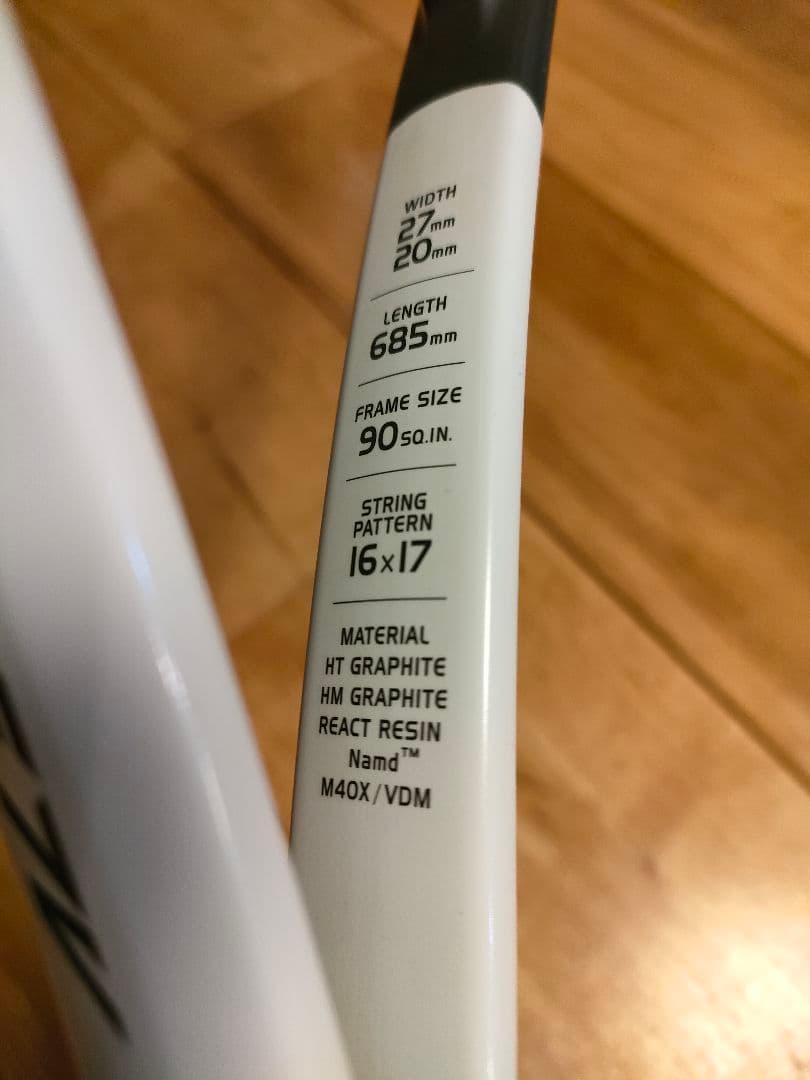 WIDTH
27mm
20mm
LENGTH
685mm
FRAME SIZE
90SQ.IN.
STRING
PATTERN
16x17
MATERIAL
HT GRAPHITE
HM GRAPHITE
REACT RESIN
Namd™
M40X/VDM